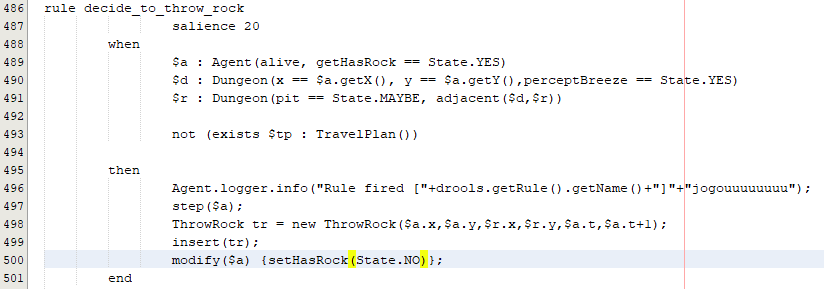 486 rule decide_to_throw_rock
487 salience 20
488 when
489 $a : Agent(alive, getHasRock == State.YES)
490 $d : Dungeon(x == $a.getX(), y == $a.getY(),perceptBreeze == State.YES)
491 $r : Dungeon(pit == State.MAYBE, adjacent($d,$r))
492
493 not (exists $tp : TravelPlan())
494
495 then
496 Agent.logger.info("Rule fired ["+drools.getRule().getName()+"]"+"jogouuuuuuuu");
497 step($a);
498 ThrowRock tr = new ThrowRock($a.x,$a.y,$r.x,$r.y,$a.t,$a.t+1);
499 insert(tr);
500 modify($a) {setHasRock(State.NO)};
501 end